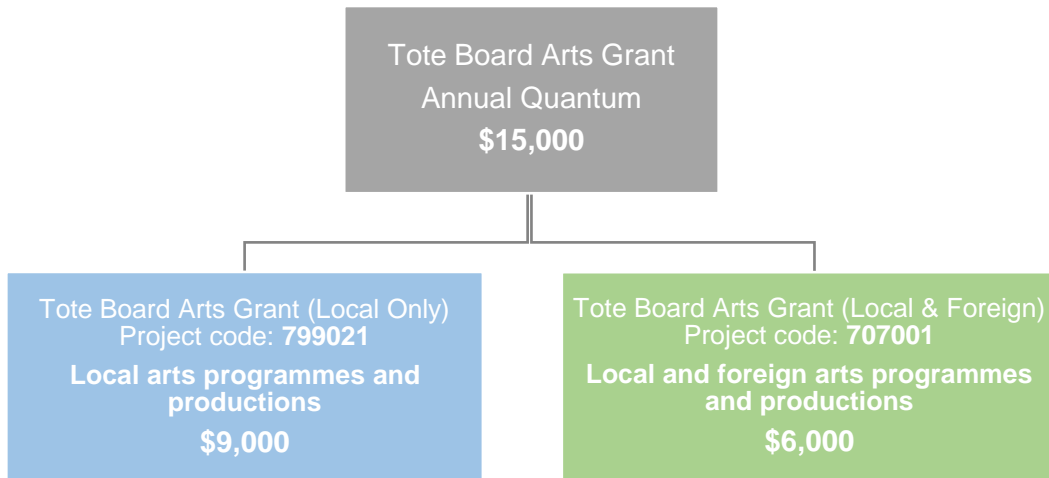 Tote Board Arts Grant
Annual Quantum
$15,000
Tote Board Arts Grant (Local Only)
Project code: 799021
Local arts programmes and
productions
$9,000
Tote Board Arts Grant (Local & Foreign)
Project code: 707001
Local and foreign arts programmes
and productions
$6,000